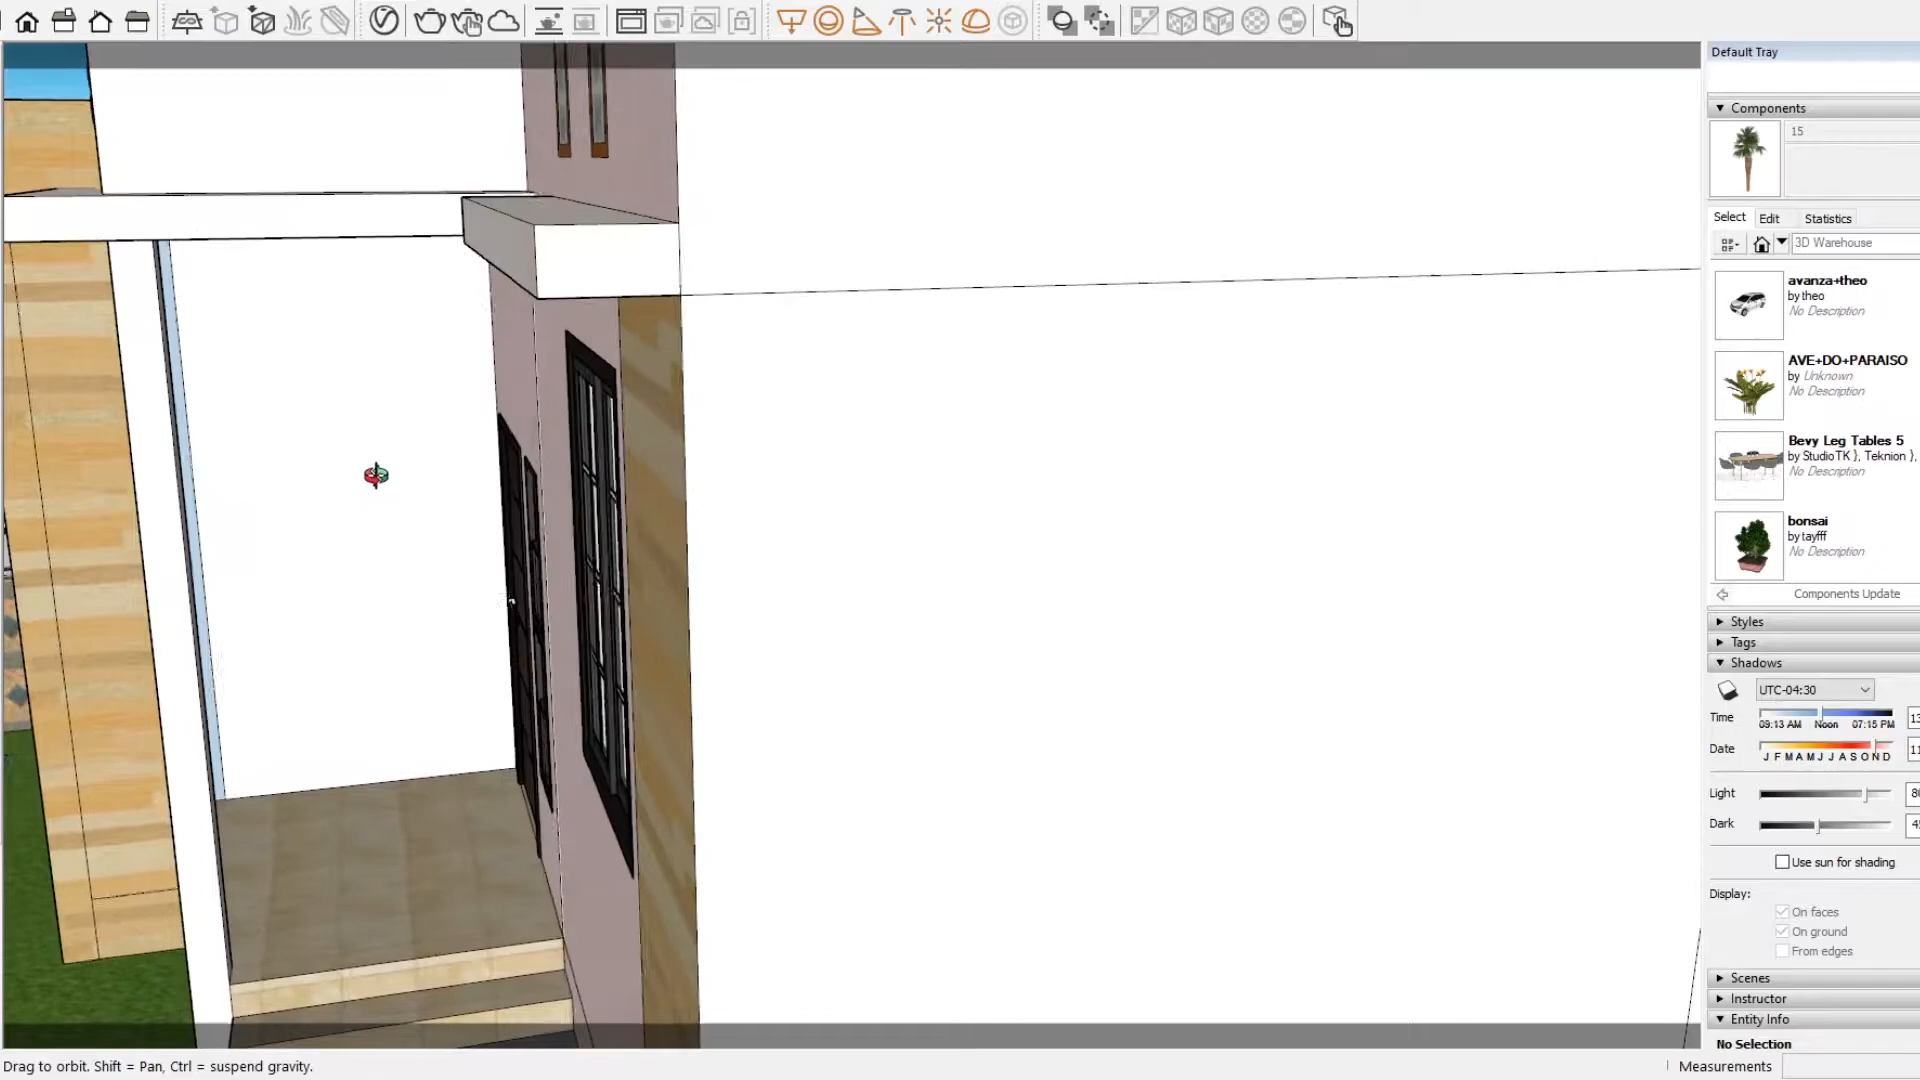 Default Tray
Components
15
Select Edit Statistics
3D Warehouse
avanza+theo
by theo
No Description
AVE+DO+PARAISO
by Unknown
No Description
Bevy Leg Tables 5
by StudioTK }, Teknion },
No Description
bonsai
by tayfff
No Description
Components Update
Styles
Tags
Shadows
UTC-04:30
Time 09:13 AM Noon 07:15 PM 13
Date J F M A M J J A S O N D 11
Light 80
Dark 45
Use sun for shading
Display:
On faces
On ground
From edges
Scenes
Instructor
Entity Info
No Selection
Drag to orbit. Shift = Pan, Ctrl = suspend gravity.
Measurements